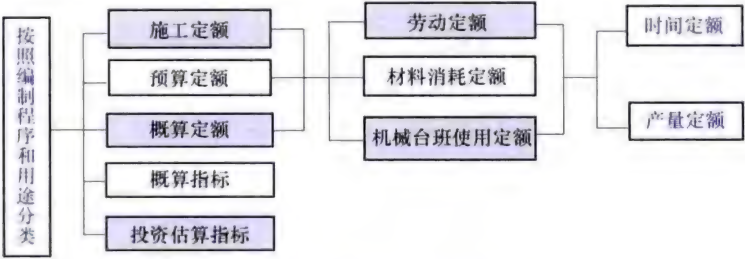 按照编制程序和用途分类
施工定额
预算定额
概算定额
概算指标
投资估算指标
劳动定额
材料消耗定额
机械台班使用定额
时间定额
产量定额